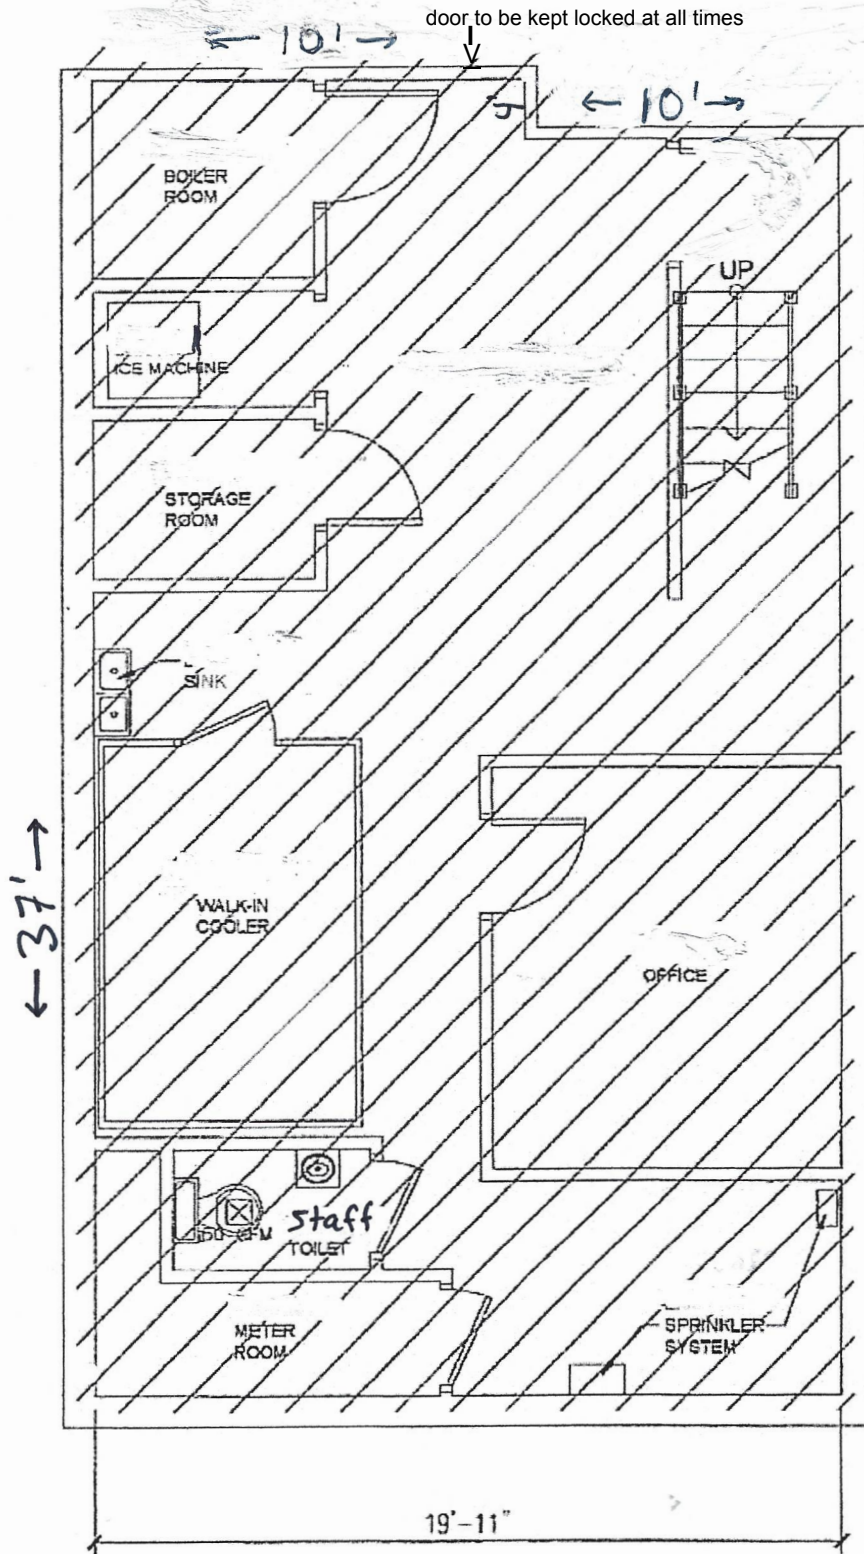 door to be kept locked at all times
10'
10'
BOILER
ROOM
UP
ICE MACHINE
STORAGE
ROOM
SINK
37'
WALK-IN
COOLER
OFFICE
Staff
TOILET
METER
ROOM
SPRINKLER
SYSTEM
19'-11"